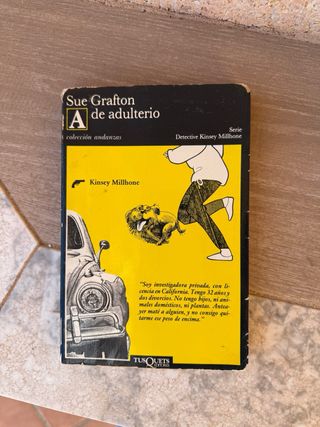 Sue Grafton
A de adulterio
colección andanzas
Serie
Detective Kinsey Millhone
Kinsey Millhone
"Soy investigadora privada, con li-
cencia en California. Tengo 32 años y
dos divorcios. No tengo hijos, ni ani-
males domésticos, ni plantas. Antea-
yer maté a alguien, y no consigo qui-
tarme ese peso de encima."
TUSQUETS
EDITORES